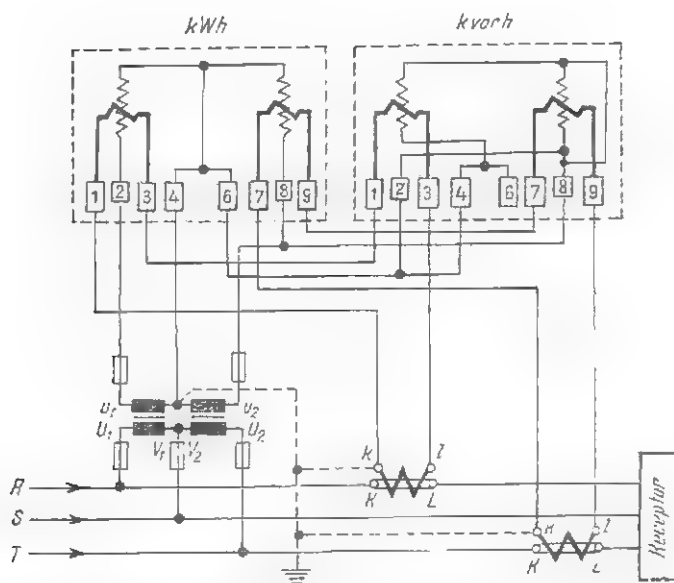 kWh kvarh
1 2 3 4 6 7 8 9 1 2 3 4 6 7 8 9
u₁ u₂
U₁ V₁ V₂ U₂
k l
R K L
S
k l
T K L
Receptor